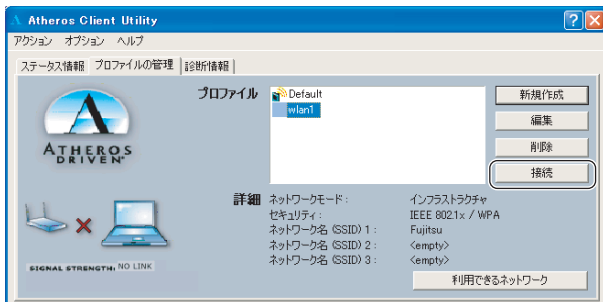 Atheros Client Utility
アクション オプション ヘルプ
ステータス情報 プロファイルの管理 診断情報
プロファイル
Default
wlan1
新規作成
編集
削除
接続
ATHEROS
DRIVEN
詳細
ネットワークモード: インフラストラクチャ
セキュリティ: IEEE 802.1x / WPA
ネットワーク名 (SSID) 1: Fujitsu
ネットワーク名 (SSID) 2: <empty>
ネットワーク名 (SSID) 3: <empty>
SIGNAL STRENGTH: NO LINK
利用できるネットワーク